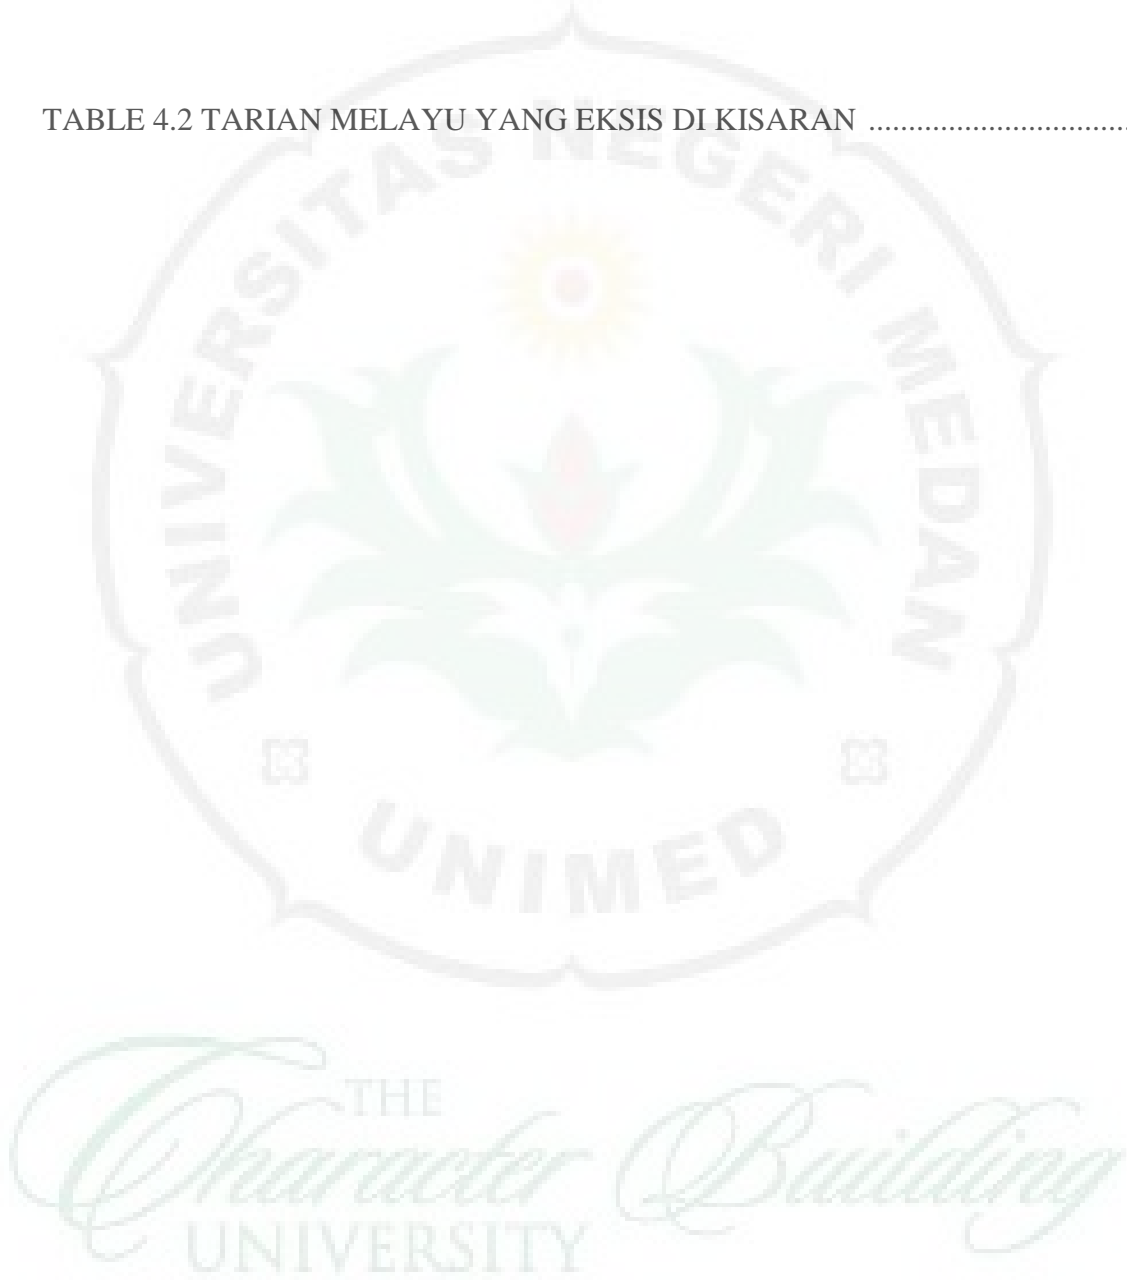 TABLE 4.2 TARIAN MELAYU YANG EKSIS DI KISARAN ................................
UNIVERSITAS NEGERI MEDAN
UNIMED
THE
Character Building
UNIVERSITY